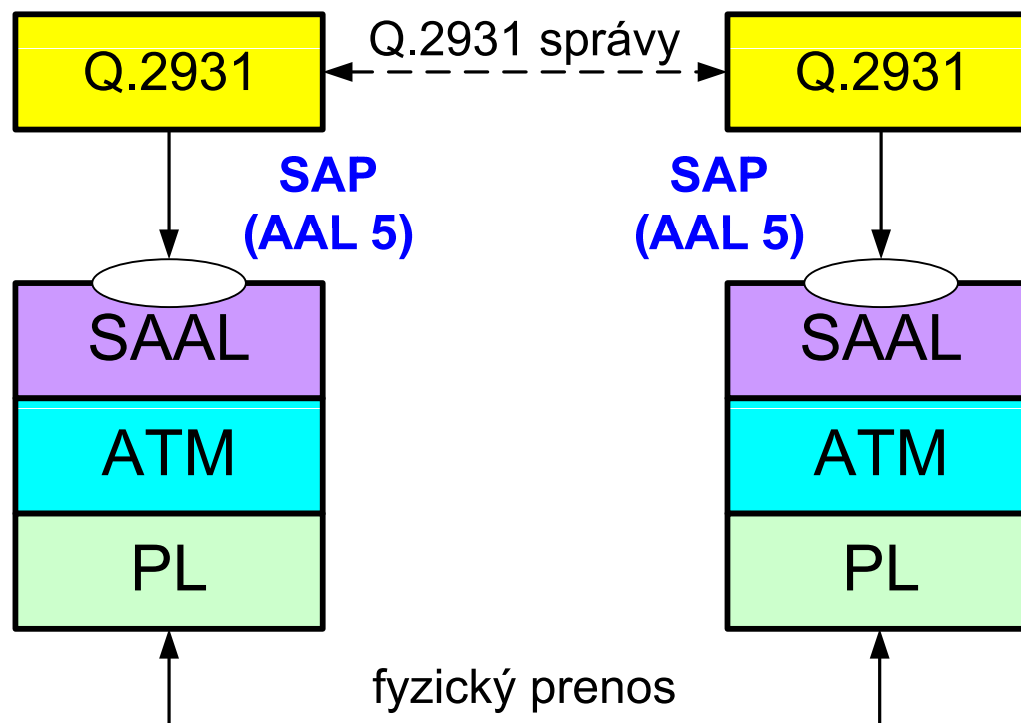 Q.2931
Q.2931 správy
Q.2931
SAP
(AAL 5)
SAP
(AAL 5)
SAAL
SAAL
ATM
ATM
PL
PL
fyzický prenos